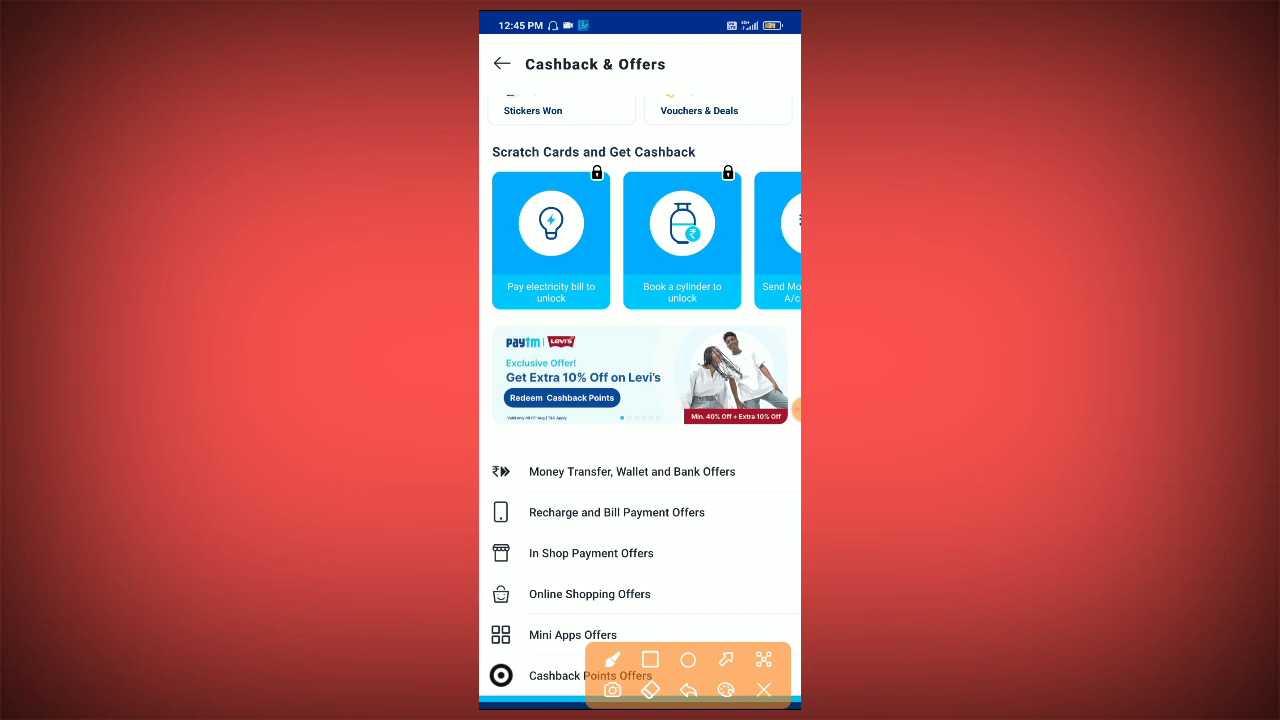 12:45 PM
Cashback & Offers
Stickers Won
Vouchers & Deals
Scratch Cards and Get Cashback
Pay electricity bill to
unlock
Book a cylinder to
unlock
Send Mo
A/c
paytm | LEVI'S
Exclusive Offer!
Get Extra 10% Off on Levi's
Redeem Cashback Points
Min. 40% Off + Extra 10% Off
Money Transfer, Wallet and Bank Offers
Recharge and Bill Payment Offers
In Shop Payment Offers
Online Shopping Offers
Mini Apps Offers
Cashback Points Offers